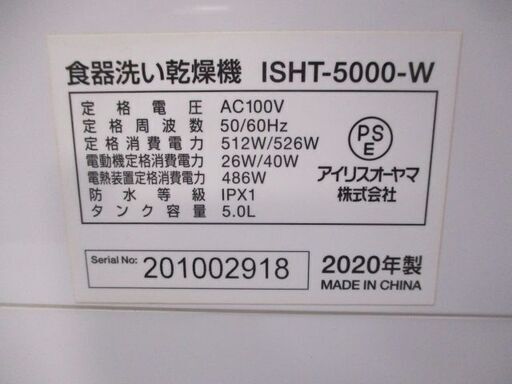 食器洗い乾燥機 ISHT-5000-W
定格電圧 AC100V
定格周波数 50/60Hz
定格消費電力 512W/526W
電動機定格消費電力 26W/40W
電熱装置定格消費電力 486W
防水等級 IPX1
タンク容量 5.0L
PS
E
アイリスオーヤマ
株式会社
Serial No: 201002918
2020年製
MADE IN CHINA